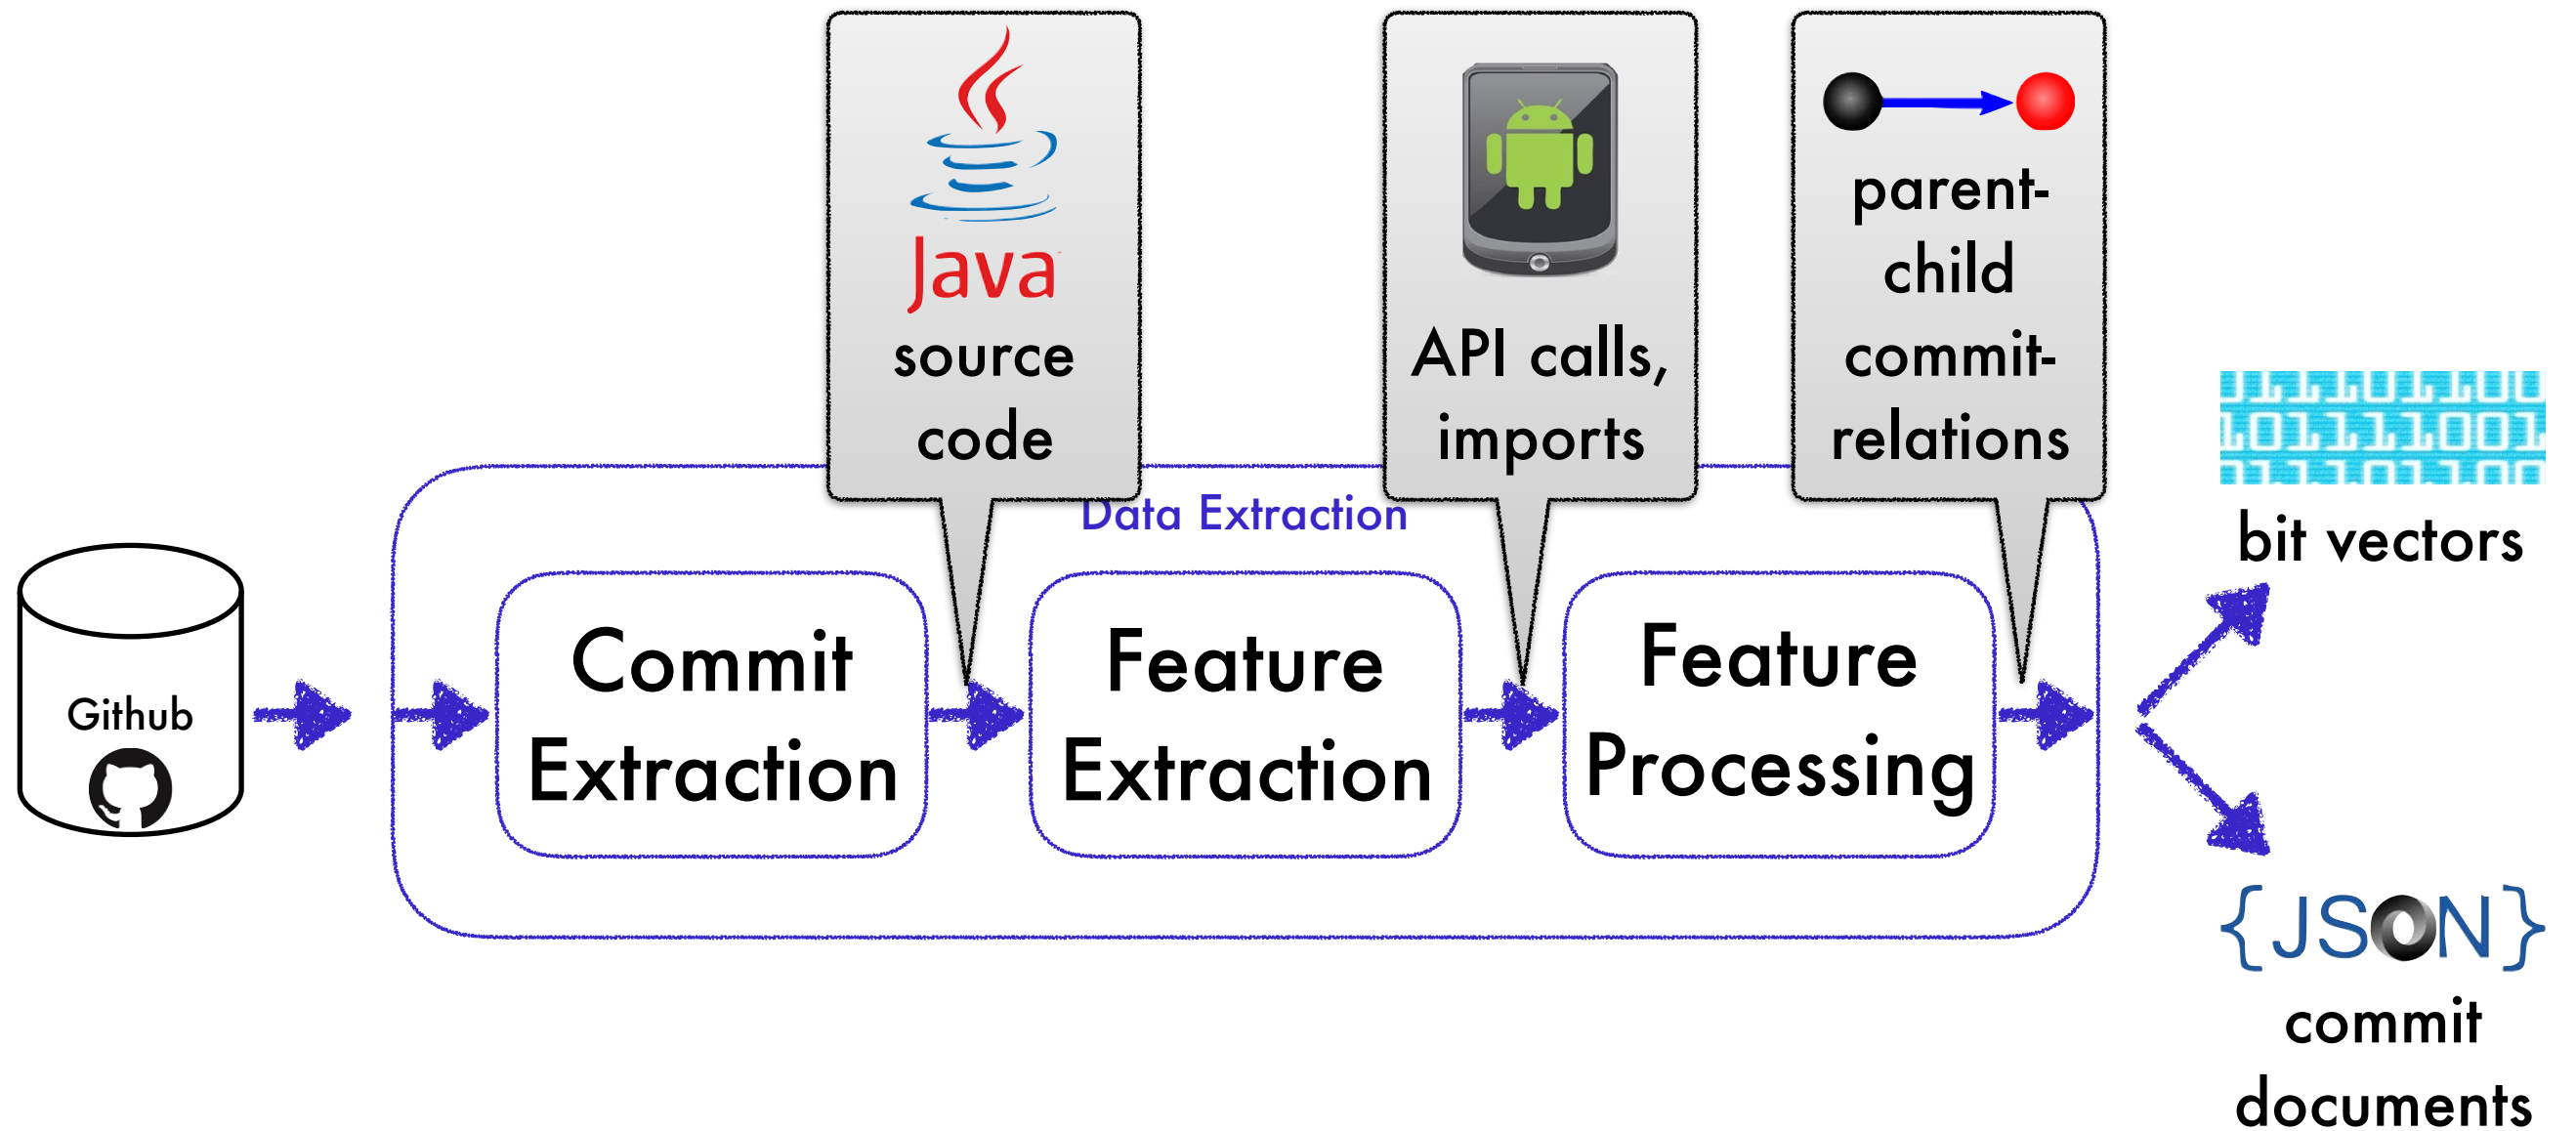 Java
source
code
API calls,
imports
parent-
child
commit-
relations
Data Extraction
Github
Commit
Extraction
Feature
Extraction
Feature
Processing
bit vectors
{JSON}
commit
documents